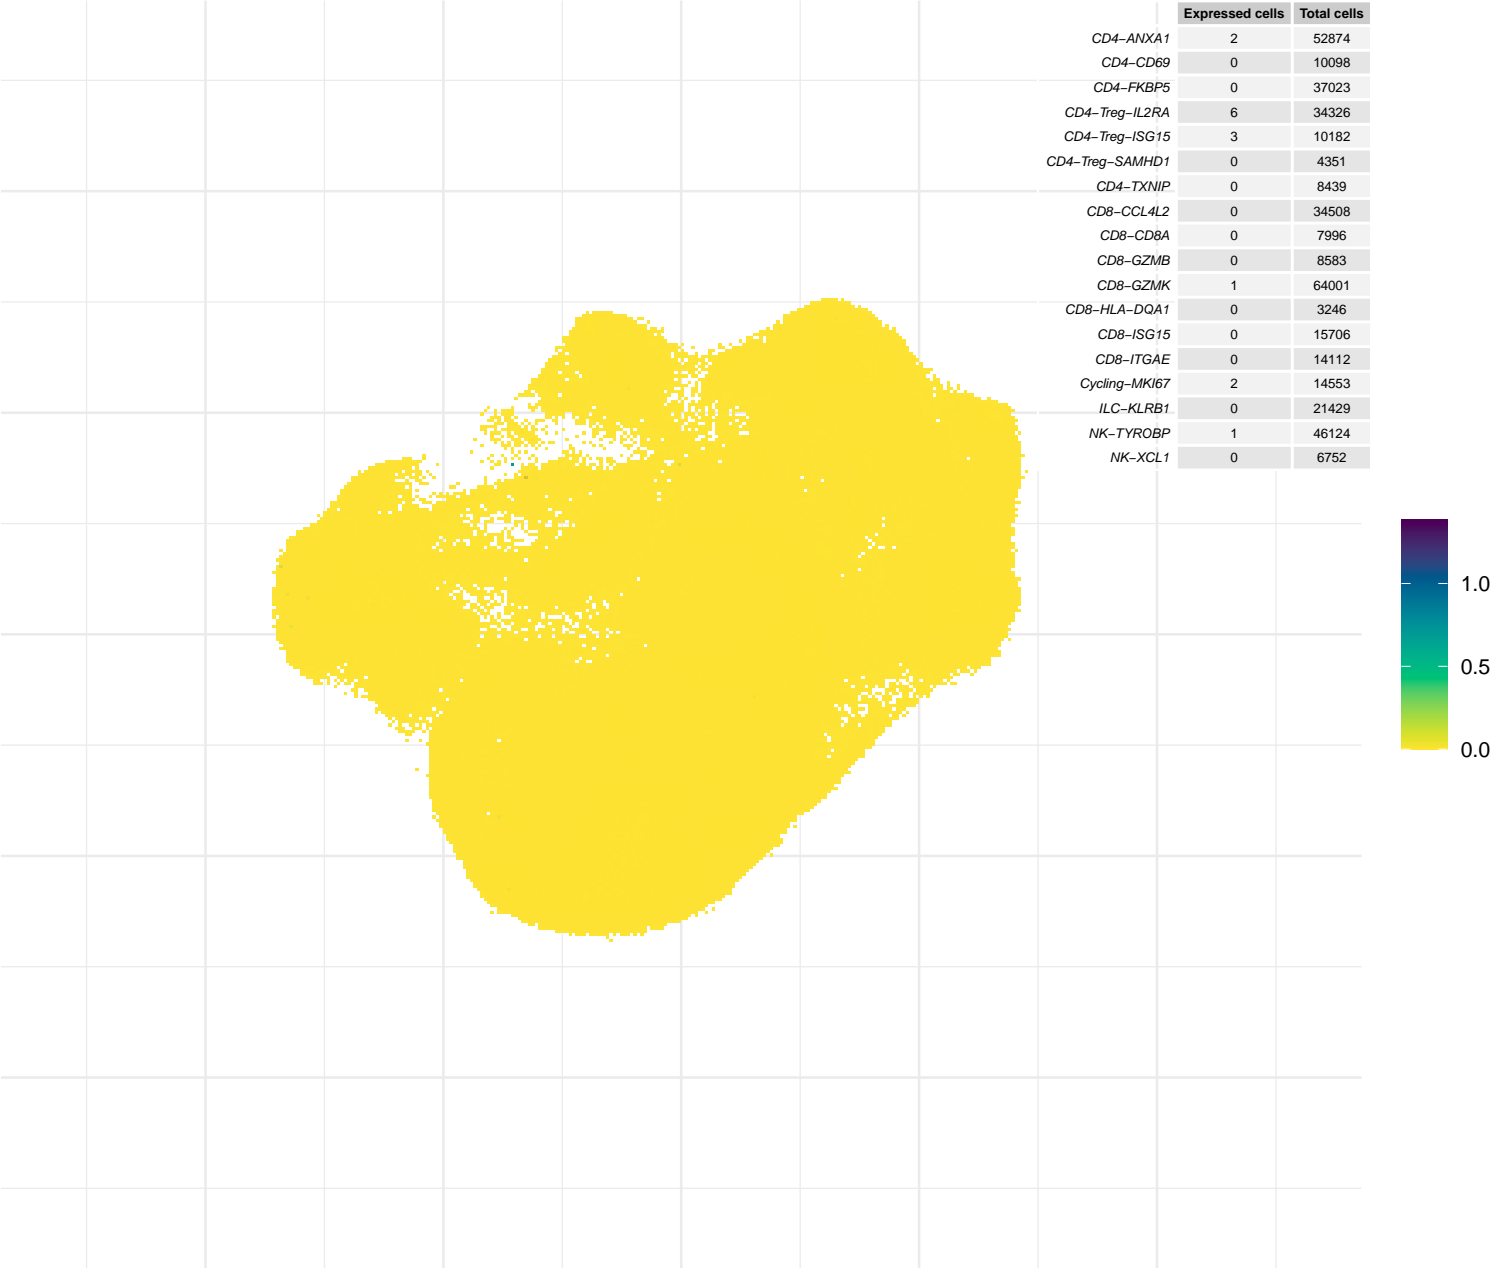 Expressed cells Total cells
CD4−ANXA1 2 52874
CD4−CD69 0 10098
CD4−FKBP5 0 37023
CD4−Treg−IL2RA 6 34326
CD4−Treg−ISG15 3 10182
CD4−Treg−SAMHD1 0 4351
CD4−TXNIP 0 8439
CD8−CCL4L2 0 34508
CD8−CD8A 0 7996
CD8−GZMB 0 8583
CD8−GZMK 1 64001
CD8−HLA−DQA1 0 3246
CD8−ISG15 0 15706
CD8−ITGAE 0 14112
Cycling−MKI67 2 14553
ILC−KLRB1 0 21429
NK−TYROBP 1 46124
NK−XCL1 0 6752
1.0
0.5
0.0